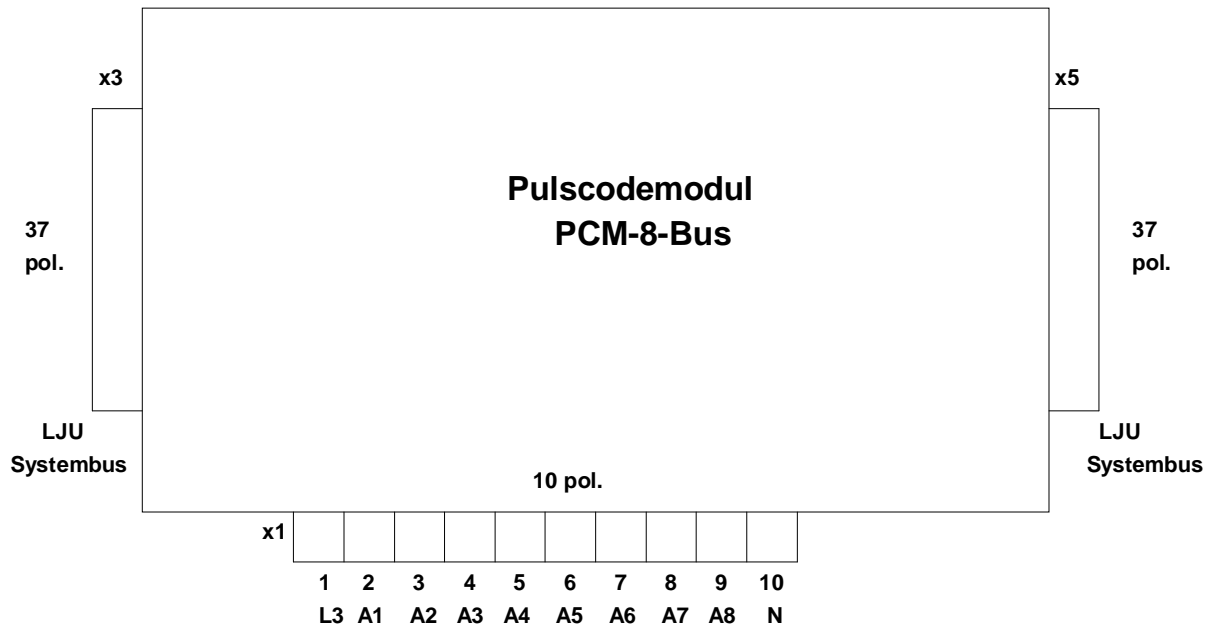 x3
x5
Pulscodemodul
PCM-8-Bus
37
pol.
37
pol.
LJU
Systembus
LJU
Systembus
10 pol.
x1
1 2 3 4 5 6 7 8 9 10
L3 A1 A2 A3 A4 A5 A6 A7 A8 N